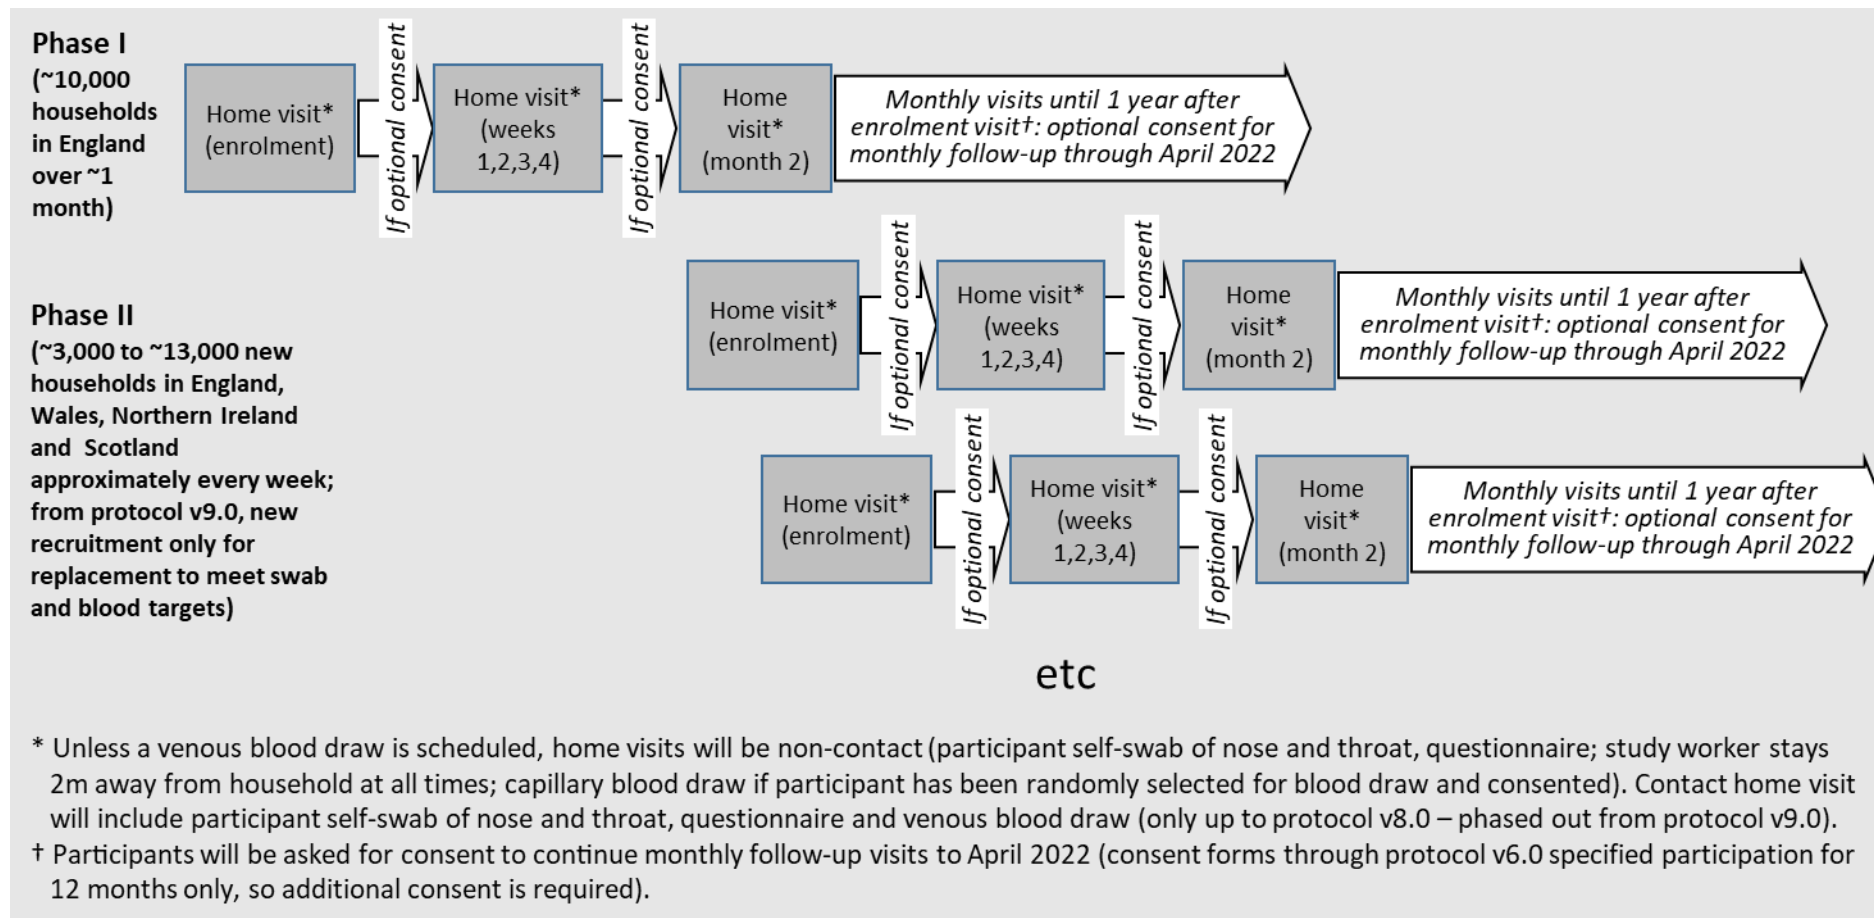 Phase I
(~10,000
households
in England
over ~1
month)
Home visit*
(enrolment)
If optional consent
Home visit*
(weeks
1,2,3,4)
If optional consent
Home
visit*
(month 2)
Monthly visits until 1 year after
enrolment visit†: optional consent for
monthly follow-up through April 2022
Phase II
(~3,000 to ~13,000 new
households in England,
Wales, Northern Ireland
and Scotland
approximately every week;
from protocol v9.0, new
recruitment only for
replacement to meet swab
and blood targets)
Home visit*
(enrolment)
If optional consent
Home visit*
(weeks
1,2,3,4)
If optional consent
Home
visit*
(month 2)
Monthly visits until 1 year after
enrolment visit†: optional consent for
monthly follow-up through April 2022
Home visit*
(enrolment)
If optional consent
Home visit*
(weeks
1,2,3,4)
If optional consent
Home
visit*
(month 2)
Monthly visits until 1 year after
enrolment visit†: optional consent for
monthly follow-up through April 2022
etc
* Unless a venous blood draw is scheduled, home visits will be non-contact (participant self-swab of nose and throat, questionnaire; study worker stays
2m away from household at all times; capillary blood draw if participant has been randomly selected for blood draw and consented). Contact home visit
will include participant self-swab of nose and throat, questionnaire and venous blood draw (only up to protocol v8.0 – phased out from protocol v9.0).
† Participants will be asked for consent to continue monthly follow-up visits to April 2022 (consent forms through protocol v6.0 specified participation for
12 months only, so additional consent is required).